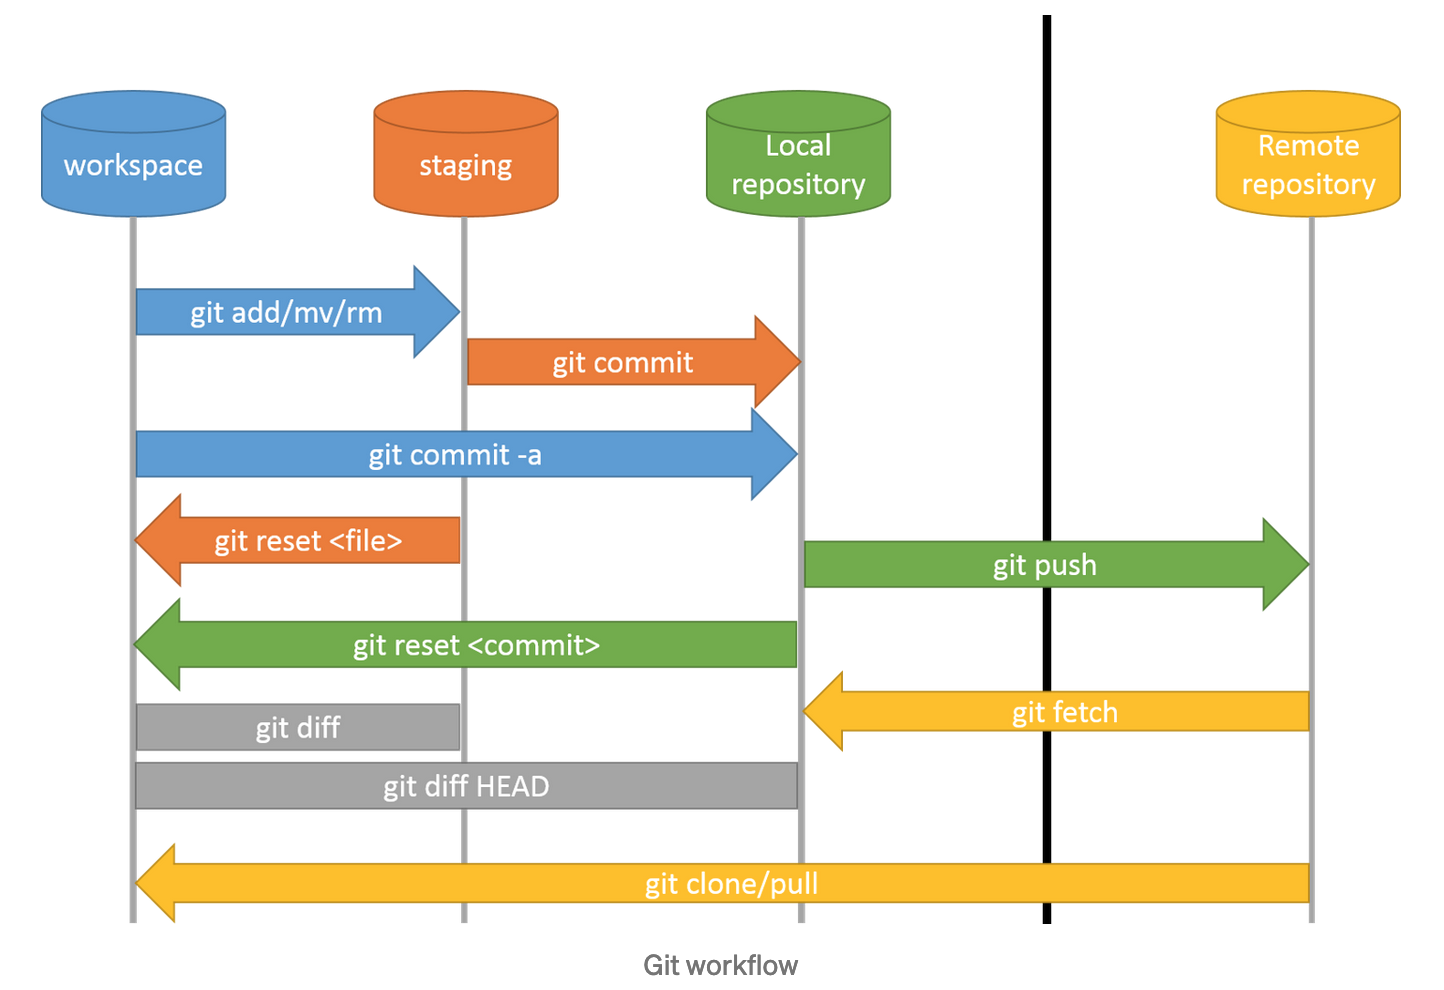 workspace
staging
Local
repository
Remote
repository
git add/mv/rm
git commit
git commit -a
git reset <file>
git push
git reset <commit>
git fetch
git diff
git diff HEAD
git clone/pull
Git workflow